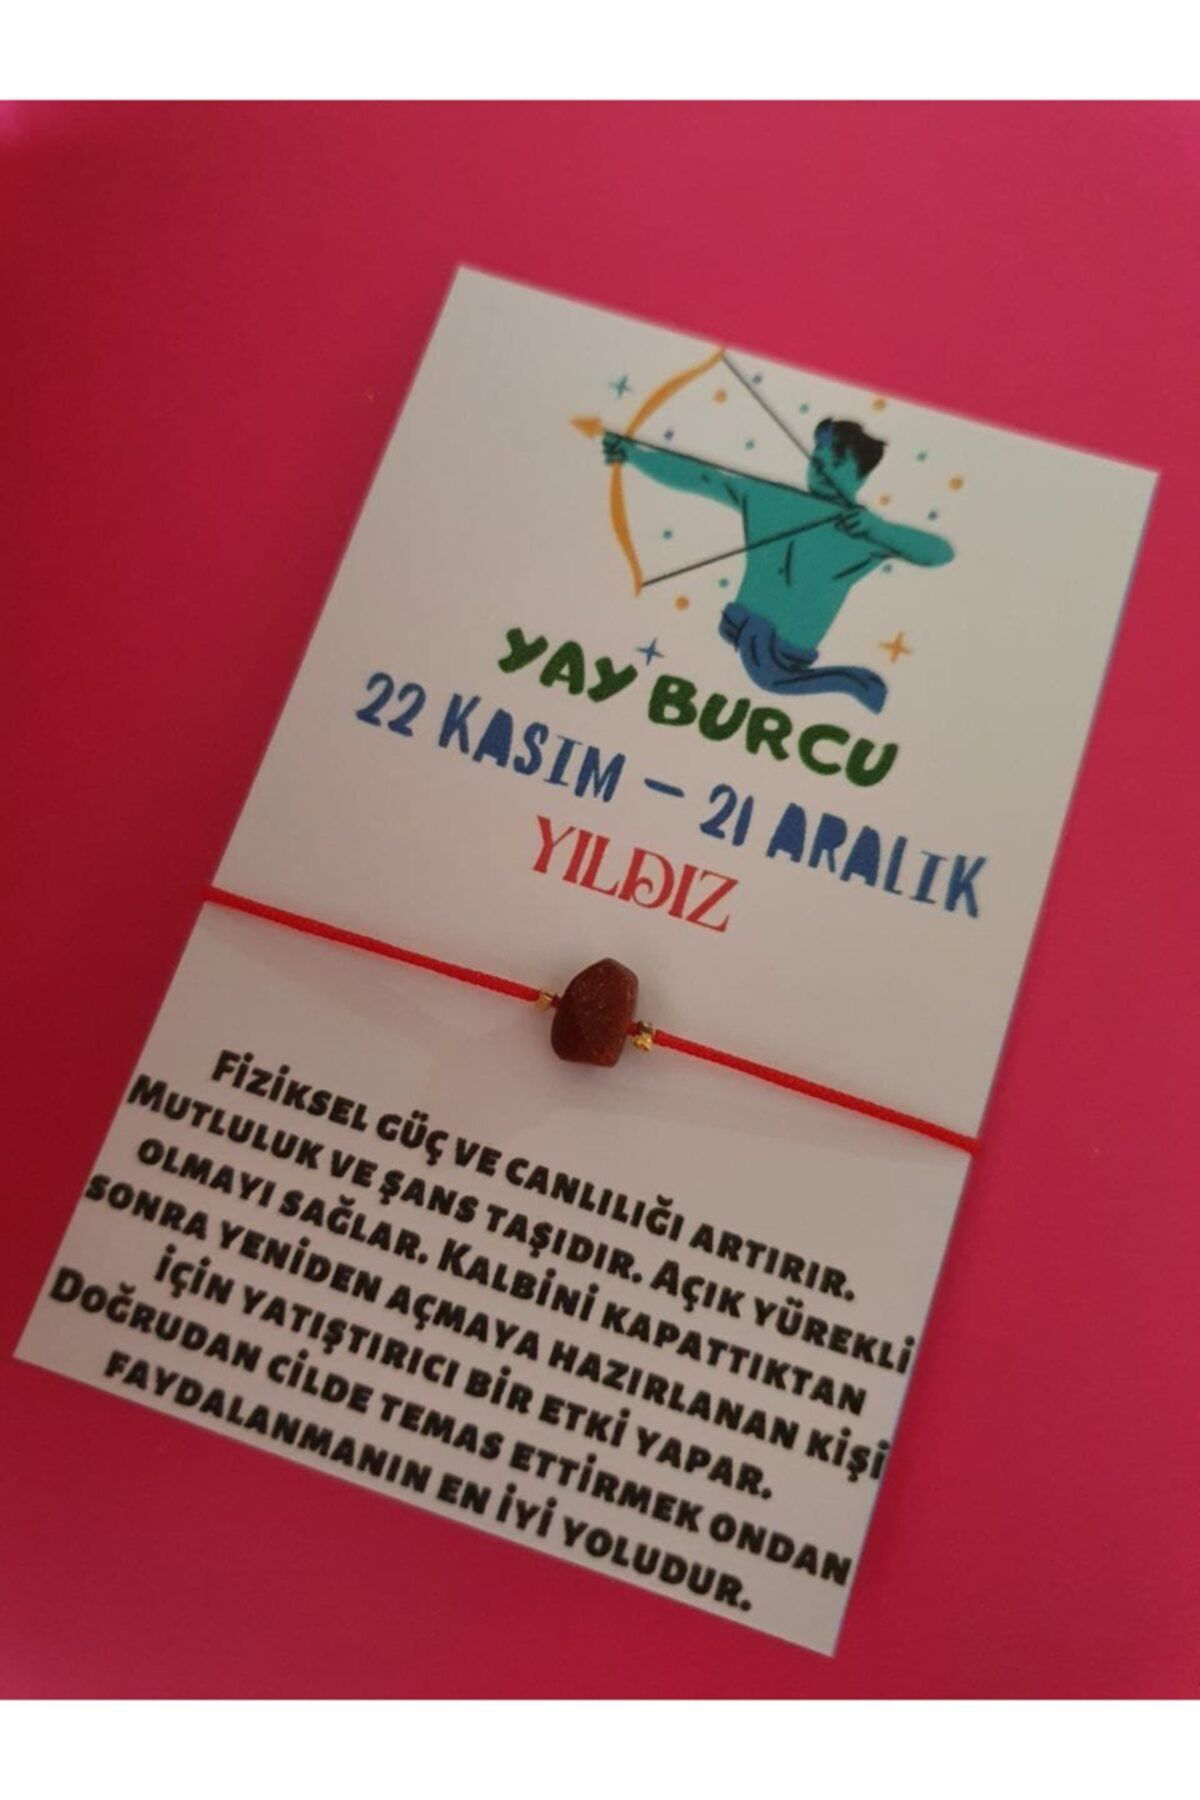 YAY BURCU
22 KASIM – 21 ARALIK
YILDIZ
FİZİKSEL GÜÇ VE CANLILIĞI ARTIRIR.
MUTLULUK VE ŞANS TAŞIDIR. AÇIK YÜREKLİ
OLMAYI SAĞLAR. KALBİNİ KAPATTIKTAN
SONRA YENİDEN AÇMAYA HAZIRLANAN KİŞİ
İÇİN YATIŞTIRICI BİR ETKİ YAPAR.
DOĞRUDAN CİLDE TEMAS ETTİRMEK ONDAN
FAYDALANMANIN EN İYİ YOLUDUR.